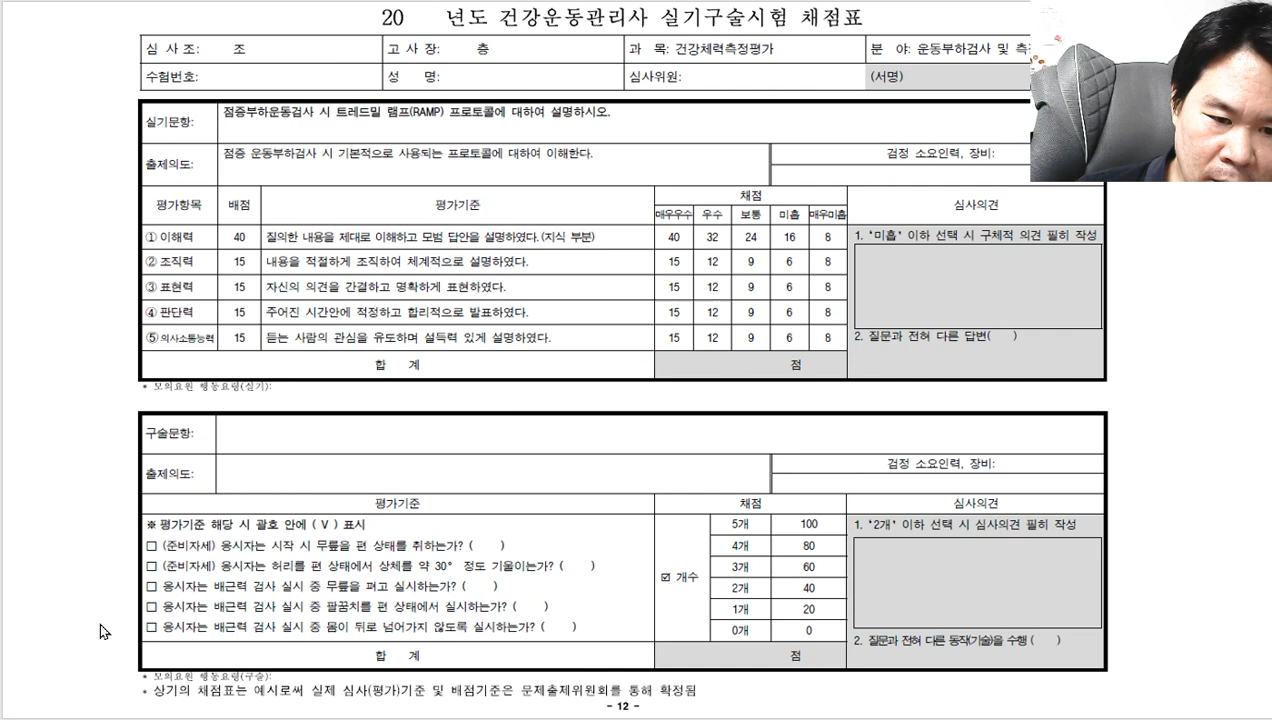 20 년도 건강운동관리사 실기구술시험 채점표
심 사 조: 조 고 사 장: 층 과 목: 건강체력측정평가 분 야: 운동부하검사 및
수험번호: 성 명: 심사위원: (서명)
실기문항: 점증부하운동검사 시 트레드밀 램프(RAMP) 프로토콜에 대하여 설명하시오.
출제의도: 점증 운동부하검사 시 기본적으로 사용되는 프로토콜에 대하여 이해한다. 검정 소요인력, 장비:
평가항목 배점 평가기준 채점 심사의견
매우우수 우수 보통 미흡 매우미흡
① 이해력 40 질의한 내용을 제대로 이해하고 모범 답안을 설명하였다.(지식 부분) 40 32 24 16 8 1. '미흡' 이하 선택 시 구체적 의견 필히 작성
② 조직력 15 내용을 적절하게 조직하여 체계적으로 설명하였다. 15 12 9 6 8
③ 표현력 15 자신의 의견을 간결하고 명확하게 표현하였다. 15 12 9 6 8
④ 판단력 15 주어진 시간안에 적정하고 합리적으로 발표하였다. 15 12 9 6 8
⑤ 의사소통능력 15 듣는 사람의 관심을 유도하며 설득력 있게 설명하였다. 15 12 9 6 8 2. 질문과 전혀 다른 답변( )
합 계 점
* 모의요원 행동요령(실기):
구술문항:
출제의도: 검정 소요인력, 장비:
평가기준 채점 심사의견
※ 평가기준 해당 시 괄호 안에 ( V ) 표시 5개 100 1. '2개' 이하 선택 시 심사의견 필히 작성
□ (준비자세) 응시자는 시작 시 무릎을 편 상태를 취하는가? ( ) 4개 80
□ (준비자세) 응시자는 허리를 편 상태에서 상체를 약 30° 정도 기울이는가? ( ) 3개 60
☑ 개수
□ 응시자는 배근력 검사 실시 중 무릎을 펴고 실시하는가? ( ) 2개 40
□ 응시자는 배근력 검사 실시 중 팔꿈치를 편 상태에서 실시하는가? ( ) 1개 20
□ 응시자는 배근력 검사 실시 중 몸이 뒤로 넘어가지 않도록 실시하는가? ( ) 0개 0 2. 질문과 전혀 다른 동작(기술)을 수행 ( )
합 계 점
* 모의요원 행동요령(구술):
* 상기의 채점표는 예시로써 실제 심사(평가)기준 및 배점기준은 문제출제위원회를 통해 확정됨
- 12 -